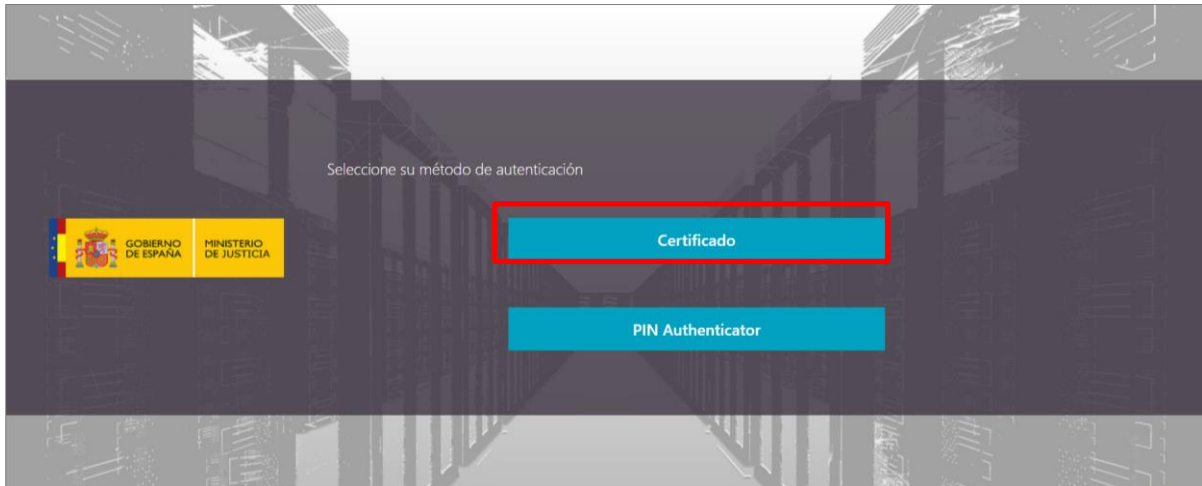 Seleccione su método de autenticación
GOBIERNO
DE ESPAÑA
MINISTERIO
DE JUSTICIA
Certificado
PIN Authenticator